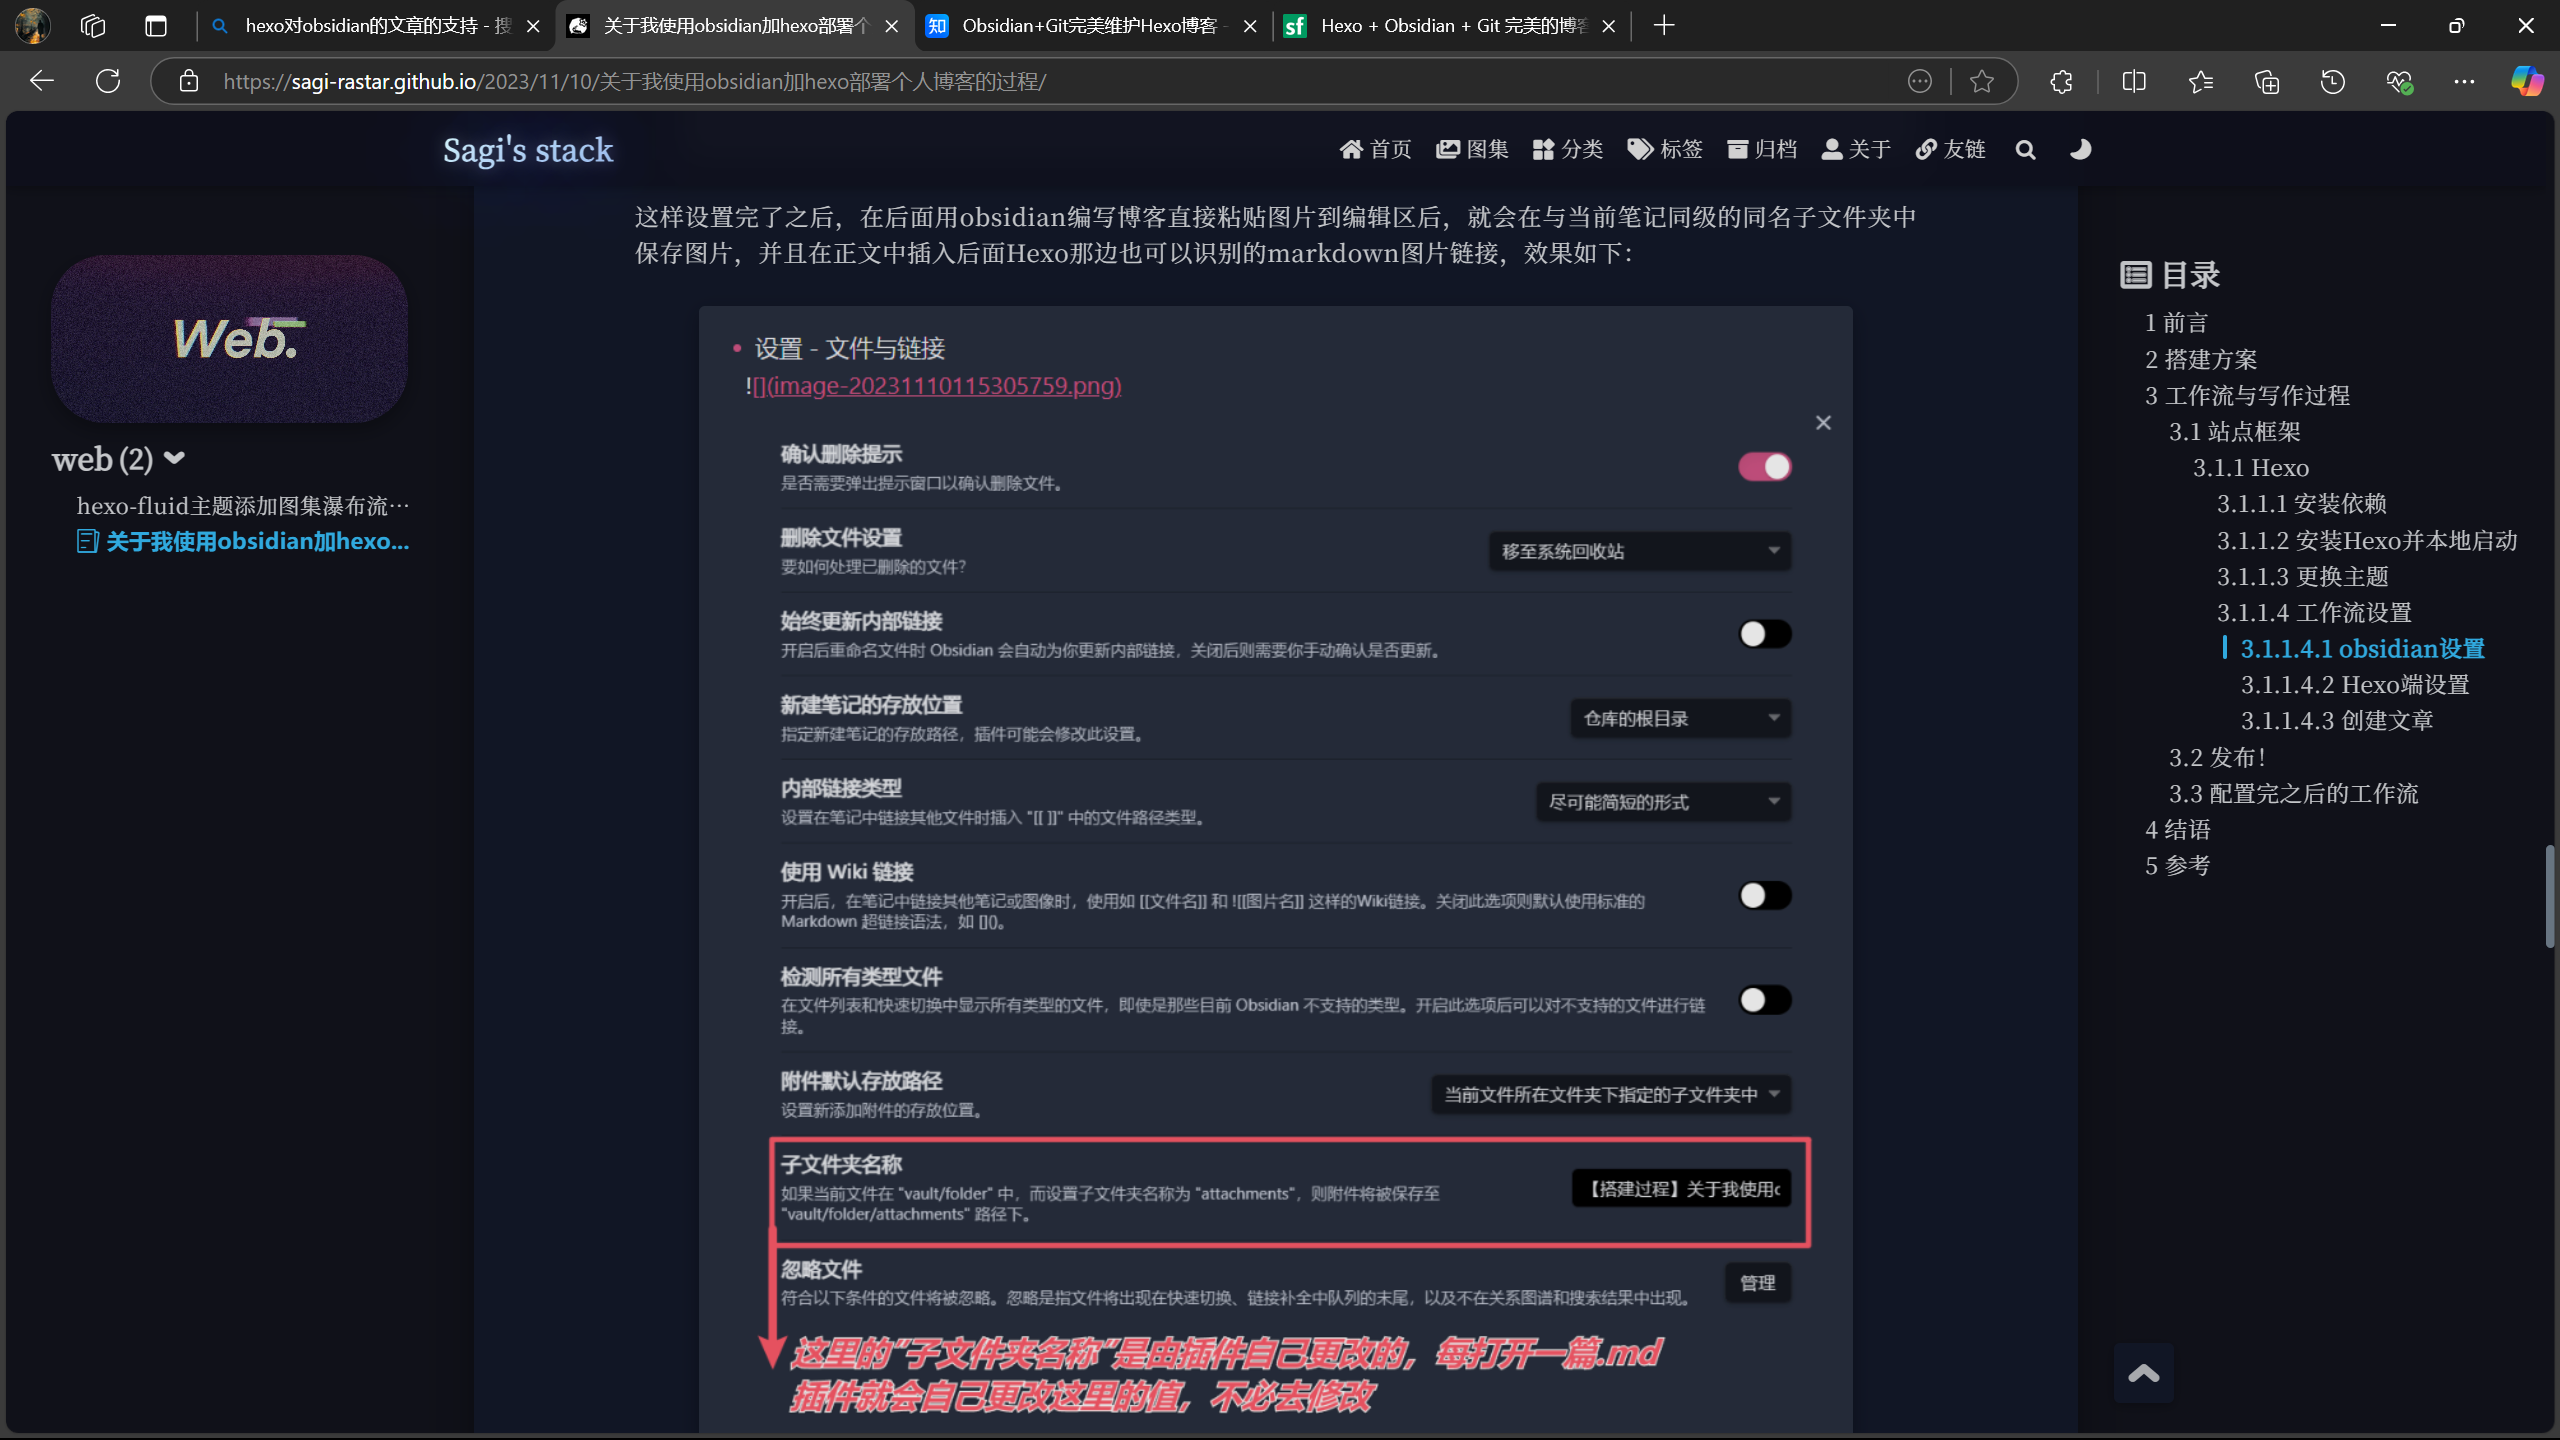 hexo对obsidian的文章的支持 - 搜
关于我使用obsidian加hexo部署个
知 Obsidian+Git完美维护Hexo博客 -
sf Hexo + Obsidian + Git 完美的博客
https://sagi-rastar.github.io/2023/11/10/关于我使用obsidian加hexo部署个人博客的过程/
Sagi's stack
首页 图集 分类 标签 归档 关于 友链
Web.
web (2)
hexo-fluid主题添加图集瀑布流…
关于我使用obsidian加hexo...
这样设置完了之后，在后面用obsidian编写博客直接粘贴图片到编辑区后，就会在与当前笔记同级的同名子文件夹中
保存图片，并且在正文中插入后面Hexo那边也可以识别的markdown图片链接，效果如下：
设置 - 文件与链接
![](image-20231110115305759.png)
确认删除提示
是否需要弹出提示窗口以确认删除文件。
删除文件设置
要如何处理已删除的文件？
移至系统回收站
始终更新内部链接
开启后重命名文件时 Obsidian 会自动为你更新内部链接，关闭后则需要你手动确认是否更新。
新建笔记的存放位置
指定新建笔记的存放路径，插件可能会修改此设置。
仓库的根目录
内部链接类型
设置在笔记中链接其他文件时插入 "[[ ]]" 中的文件路径类型。
尽可能简短的形式
使用 Wiki 链接
开启后，在笔记中链接其他笔记或图像时，使用如 [[文件名]] 和 ![[图片名]] 这样的Wiki链接。关闭此选项则默认使用标准的
Markdown 超链接语法，如 []()。
检测所有类型文件
在文件列表和快速切换中显示所有类型的文件，即使是那些目前 Obsidian 不支持的类型。开启此选项后可以对不支持的文件进行链
接。
附件默认存放路径
设置新添加附件的存放位置。
当前文件所在文件夹下指定的子文件夹中
子文件夹名称
如果当前文件在 "vault/folder" 中，而设置子文件夹名称为 "attachments"，则附件将被保存至
"vault/folder/attachments" 路径下。
【搭建过程】关于我使用o
忽略文件
符合以下条件的文件将被忽略。忽略是指文件将出现在快速切换、链接补全中队列的末尾，以及不在关系图谱和搜索结果中出现。
管理
这里的"子文件夹名称"是由插件自己更改的，每打开一篇.md
插件就会自己更改这里的值，不必去修改
目录
1 前言
2 搭建方案
3 工作流与写作过程
3.1 站点框架
3.1.1 Hexo
3.1.1.1 安装依赖
3.1.1.2 安装Hexo并本地启动
3.1.1.3 更换主题
3.1.1.4 工作流设置
3.1.1.4.1 obsidian设置
3.1.1.4.2 Hexo端设置
3.1.1.4.3 创建文章
3.2 发布！
3.3 配置完之后的工作流
4 结语
5 参考